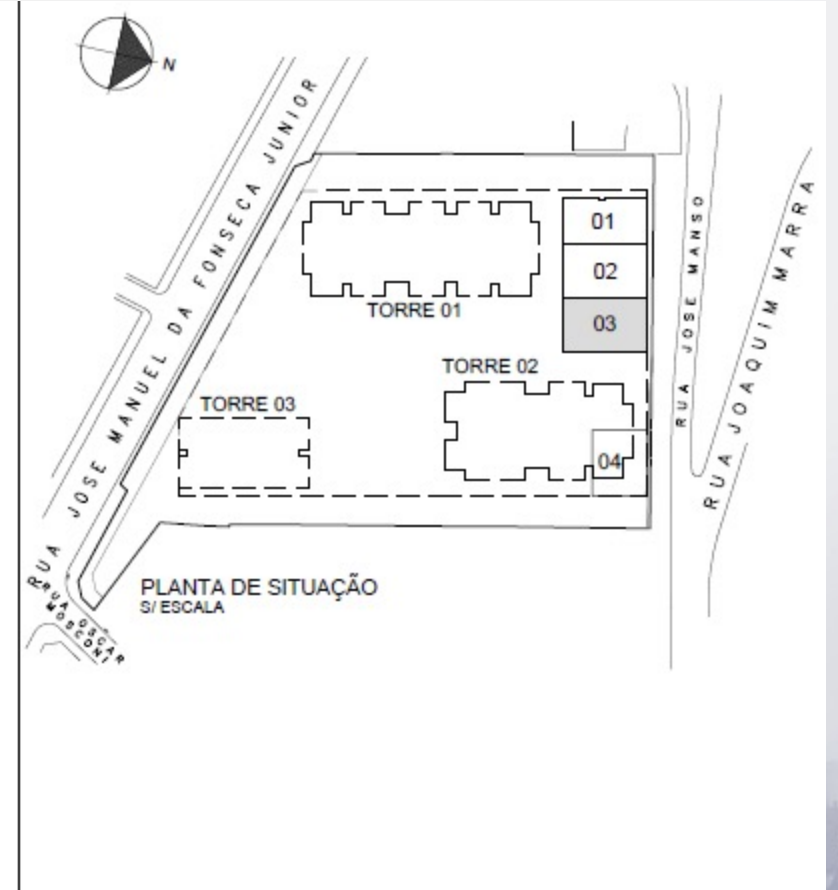 N
RUA JOSE MANUEL DA FONSECA JUNIOR
01
02
03
TORRE 01
TORRE 02
TORRE 03
04
RUA JOSE MANSO
RUA JOAQUIM MARRA
PLANTA DE SITUAÇÃO
S/ ESCALA
RUA OSCAR
MOSCONI